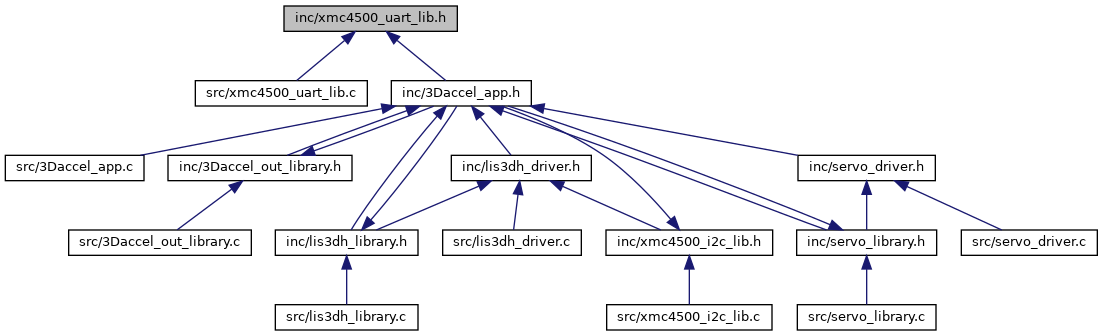 inc/xmc4500_uart_lib.h
src/xmc4500_uart_lib.c
inc/3Daccel_app.h
src/3Daccel_app.c
inc/3Daccel_out_library.h
inc/lis3dh_driver.h
inc/servo_driver.h
src/3Daccel_out_library.c
inc/lis3dh_library.h
src/lis3dh_driver.c
inc/xmc4500_i2c_lib.h
inc/servo_library.h
src/servo_driver.c
src/lis3dh_library.c
src/xmc4500_i2c_lib.c
src/servo_library.c